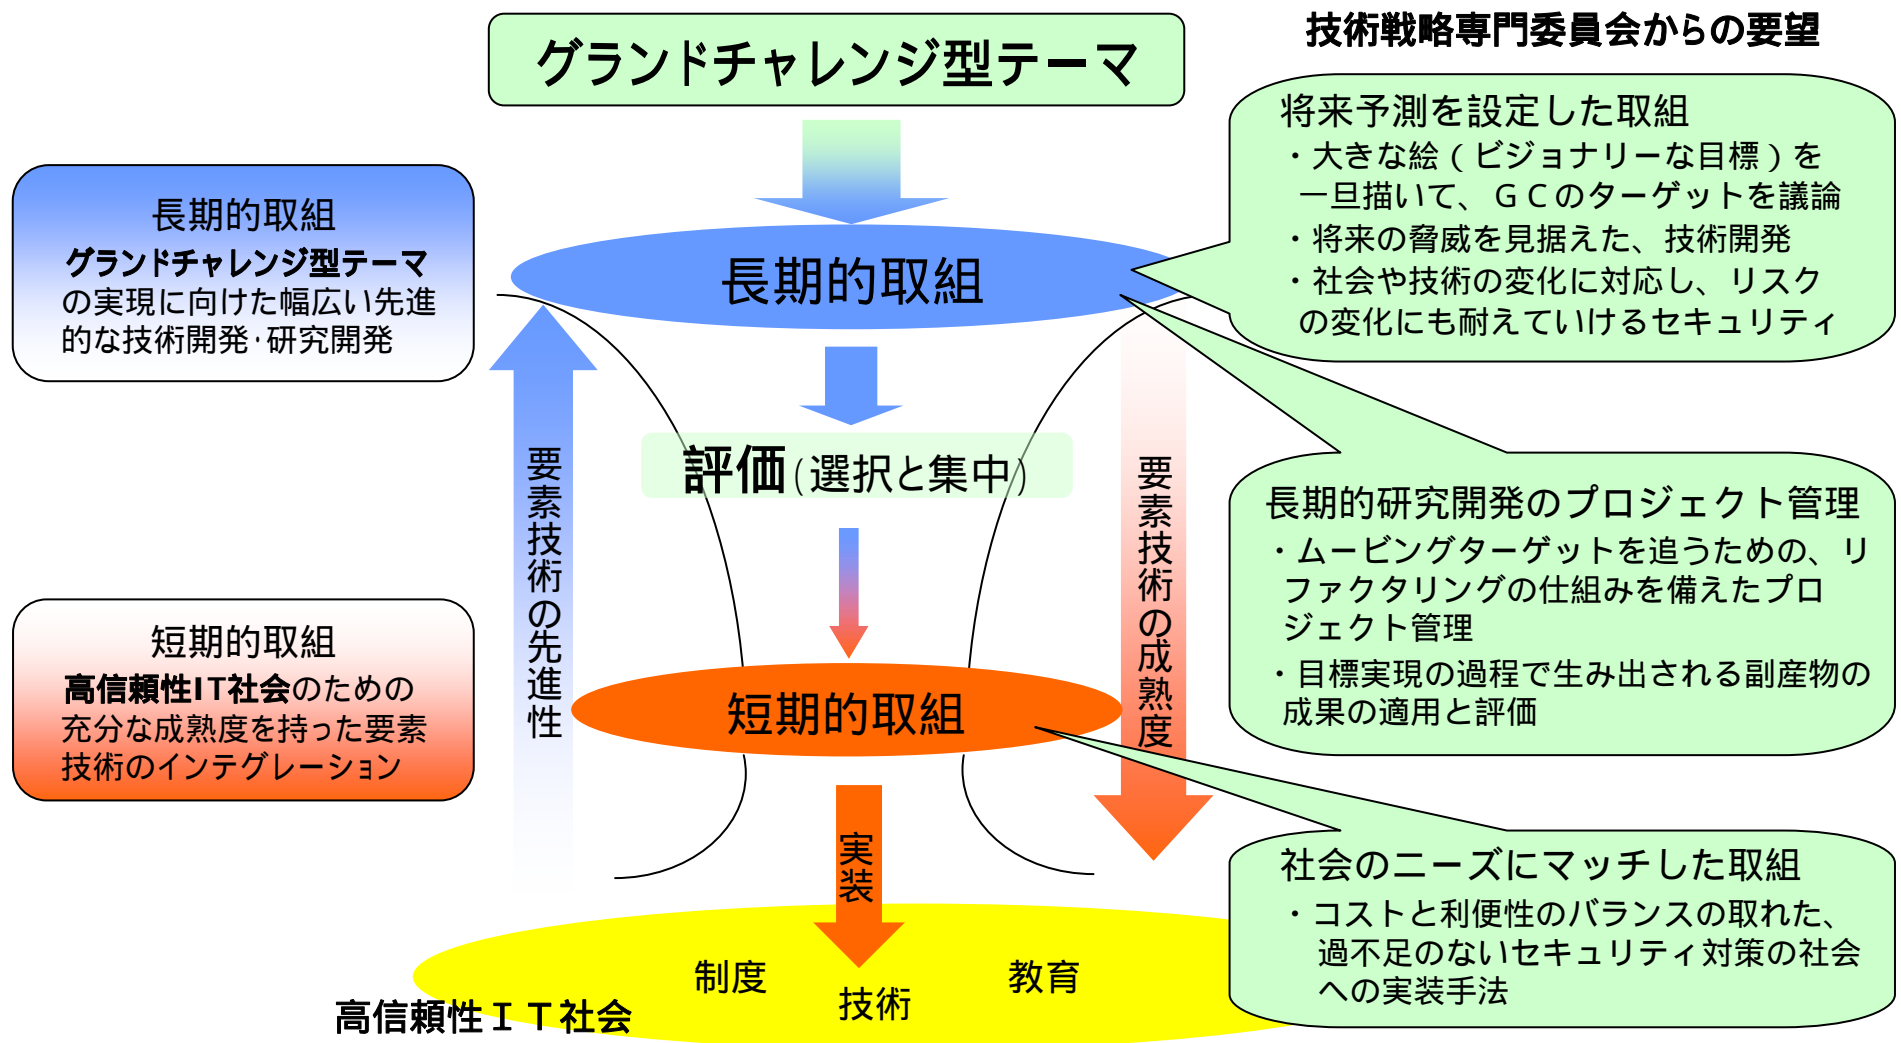 グランドチャレンジ型テーマ
技術戦略専門委員会からの要望
長期的取組
グランドチャレンジ型テーマ
の実現に向けた幅広い先進
的な技術開発・研究開発
短期的取組
高信頼性IT社会のための
充分な成熟度を持った要素
技術のインテグレーション
長期的取組
評価(選択と集中)
要素技術の先進性
要素技術の成熟度
短期的取組
実装
制度
技術
教育
高信頼性IT社会
将来予測を設定した取組
・大きな絵(ビジョナリーな目標)を
一旦描いて、GCのターゲットを議論
・将来の脅威を見据えた、技術開発
・社会や技術の変化に対応し、リスク
の変化にも耐えていけるセキュリティ
長期的研究開発のプロジェクト管理
・ムービングターゲットを追うための、リ
ファクタリングの仕組みを備えたプロ
ジェクト管理
・目標実現の過程で生み出される副産物の
成果の適用と評価
社会のニーズにマッチした取組
・コストと利便性のバランスの取れた、
過不足のないセキュリティ対策の社会
への実装手法